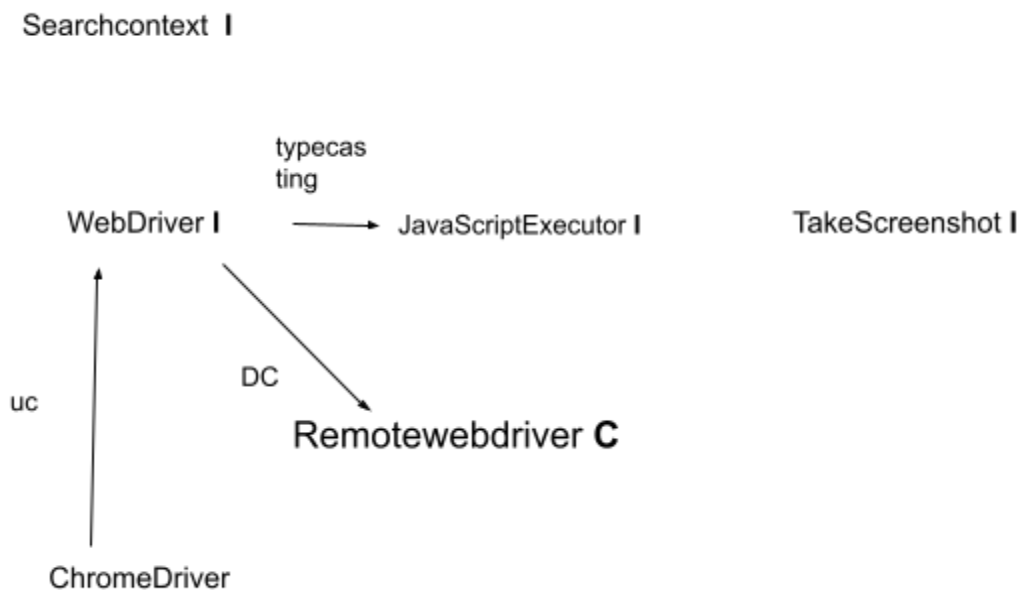 Searchcontext I
typecas
ting
WebDriver I
JavaScriptExecutor I
TakeScreenshot I
DC
uc
Remotewebdriver C
ChromeDriver